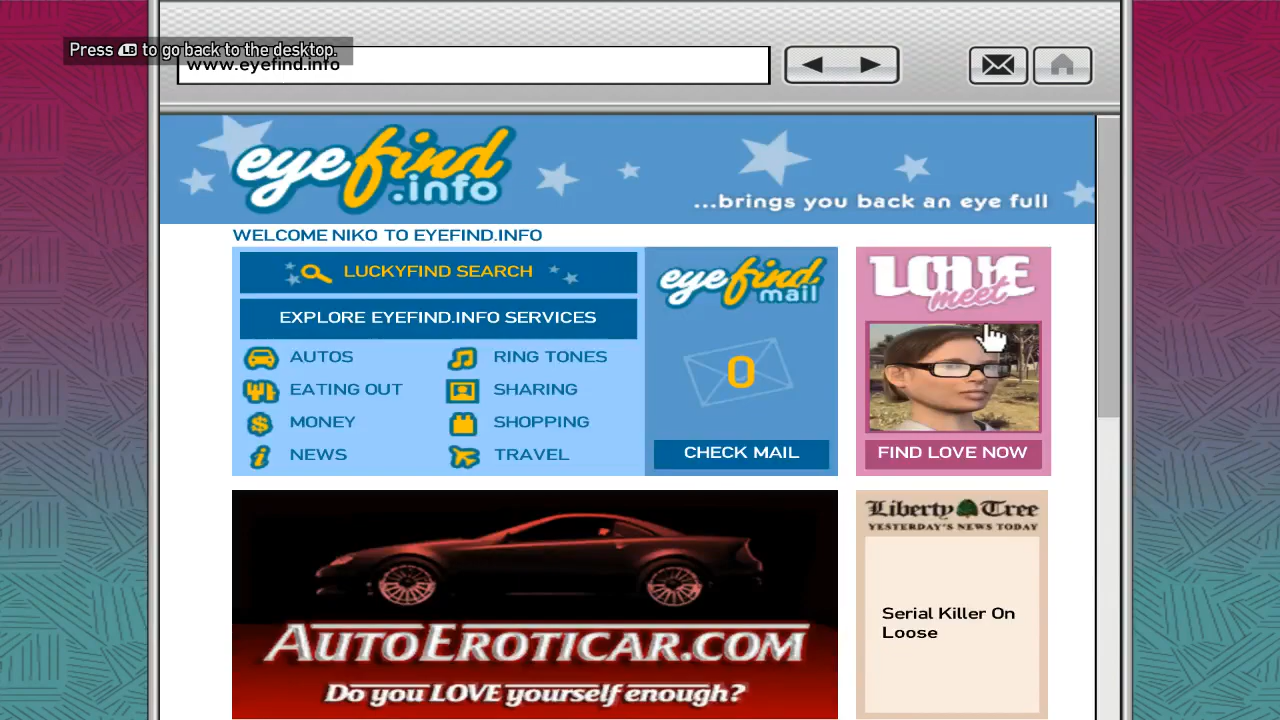 Press LB to go back to the desktop.
www.eyefind.info
eyefind
.info
...brings you back an eye full
WELCOME NIKO TO EYEFIND.INFO
LUCKYFIND SEARCH
EXPLORE EYEFIND.INFO SERVICES
AUTOS
RING TONES
EATING OUT
SHARING
MONEY
SHOPPING
NEWS
TRAVEL
eyefind
mail
0
CHECK MAIL
LOVE
meet
FIND LOVE NOW
AUTOEROTICAR.COM
Do you LOVE yourself enough?
Liberty Tree
YESTERDAY'S NEWS TODAY
Serial Killer On
Loose